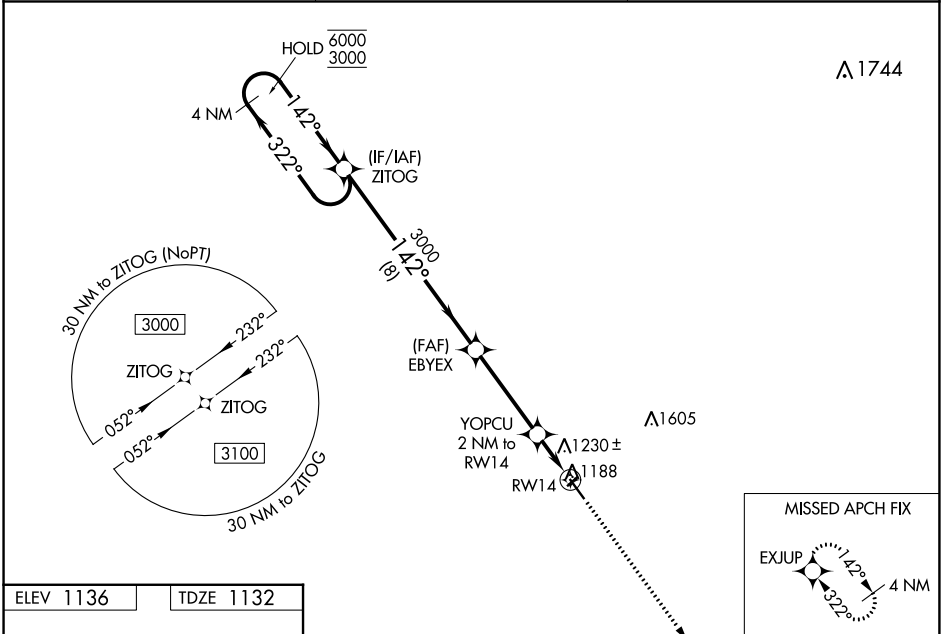 HOLD 6000
3000
1744
4 NM
142°
322°
(IF/IAF)
ZITOG
3000
142°
(8)
30 NM to ZITOG (NoPT)
3000
232°
ZITOG
052°
232°
ZITOG
052°
3100
30 NM to ZITOG
(FAF)
EBYEX
YOPCU
2 NM to
RW14
1605
1230 ±
1188
RW14
MISSED APCH FIX
EXJUP
142°
322°
4 NM
ELEV 1136
TDZE 1132